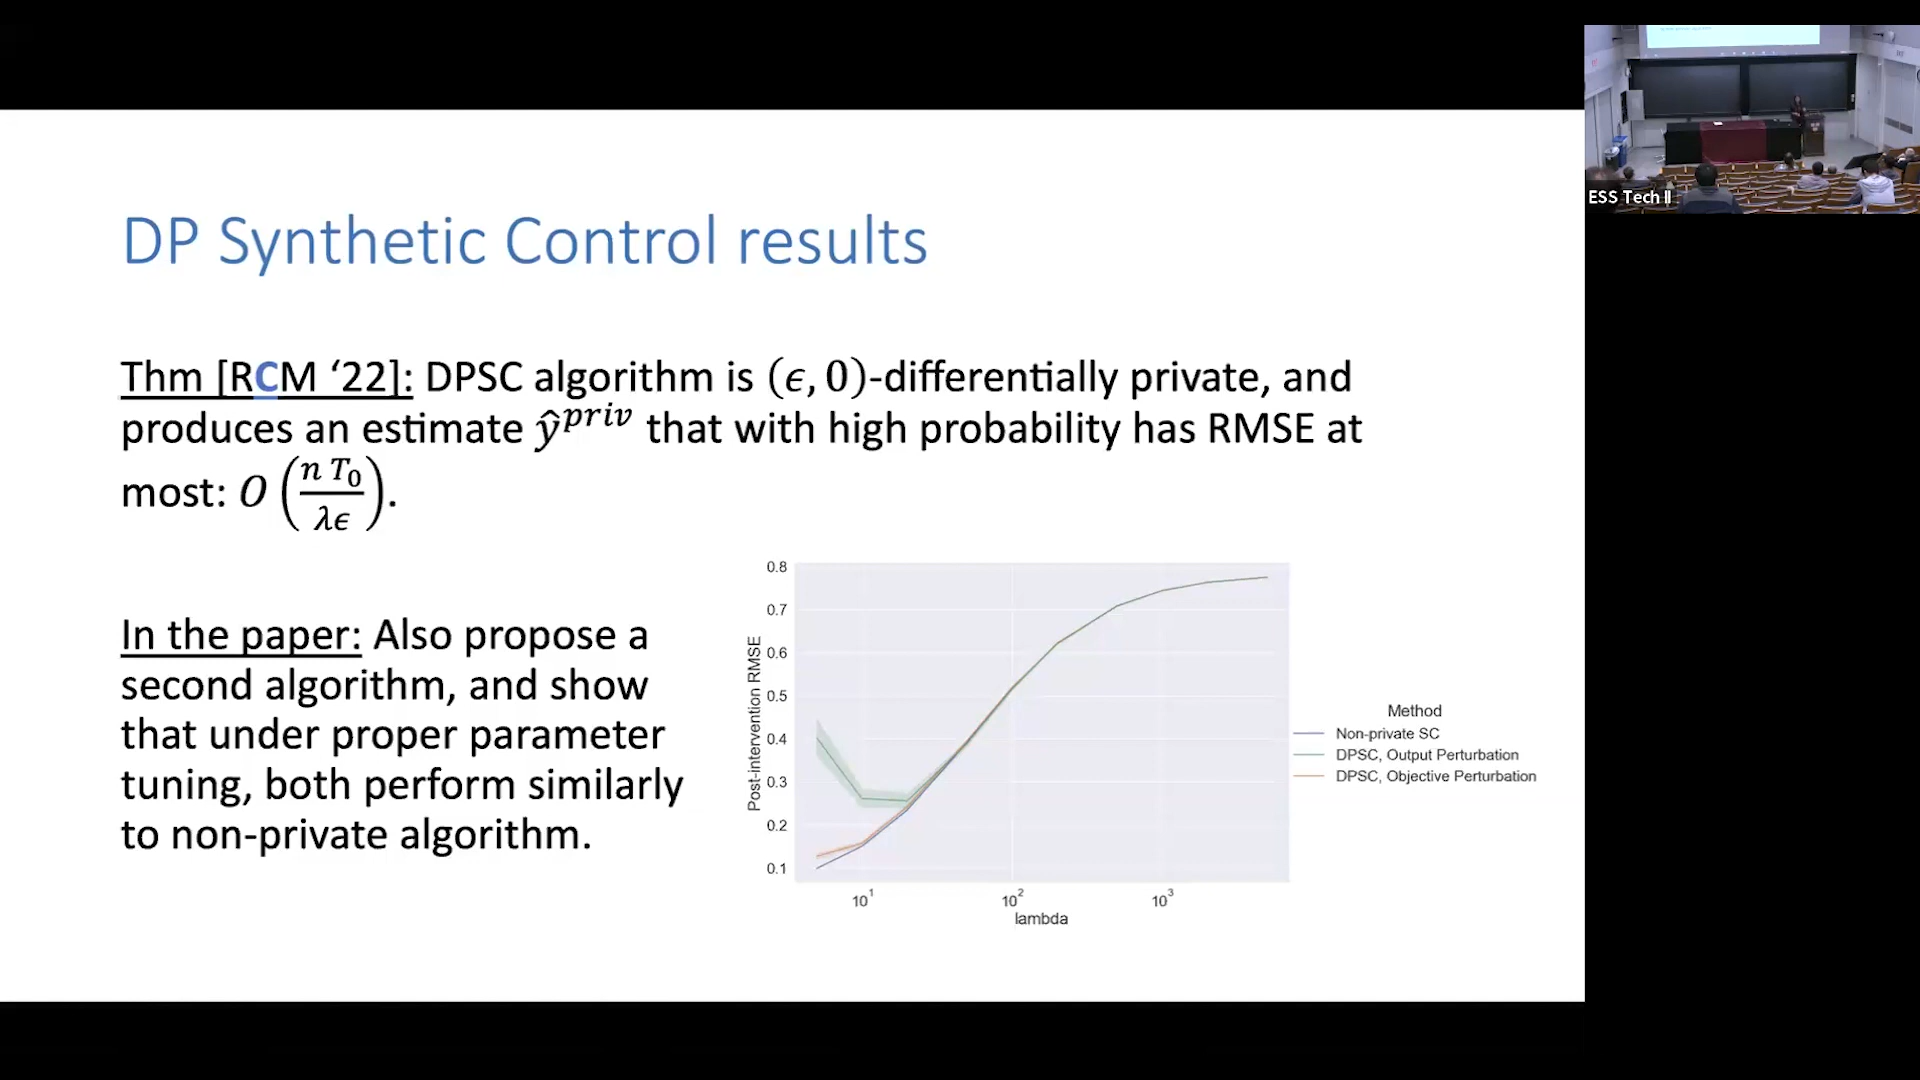 DP Synthetic Control results
Thm [RCM ‘22]: DPSC algorithm is (ϵ, 0)-differentially private, and
produces an estimate ŷ^{priv} that with high probability has RMSE at
most: O (n T₀ / λϵ).
In the paper: Also propose a
second algorithm, and show
that under proper parameter
tuning, both perform similarly
to non-private algorithm.
Post-intervention RMSE
0.8
0.7
0.6
0.5
0.4
0.3
0.2
0.1
10¹ 10² 10³
lambda
Method
Non-private SC
DPSC, Output Perturbation
DPSC, Objective Perturbation
ESS Tech II